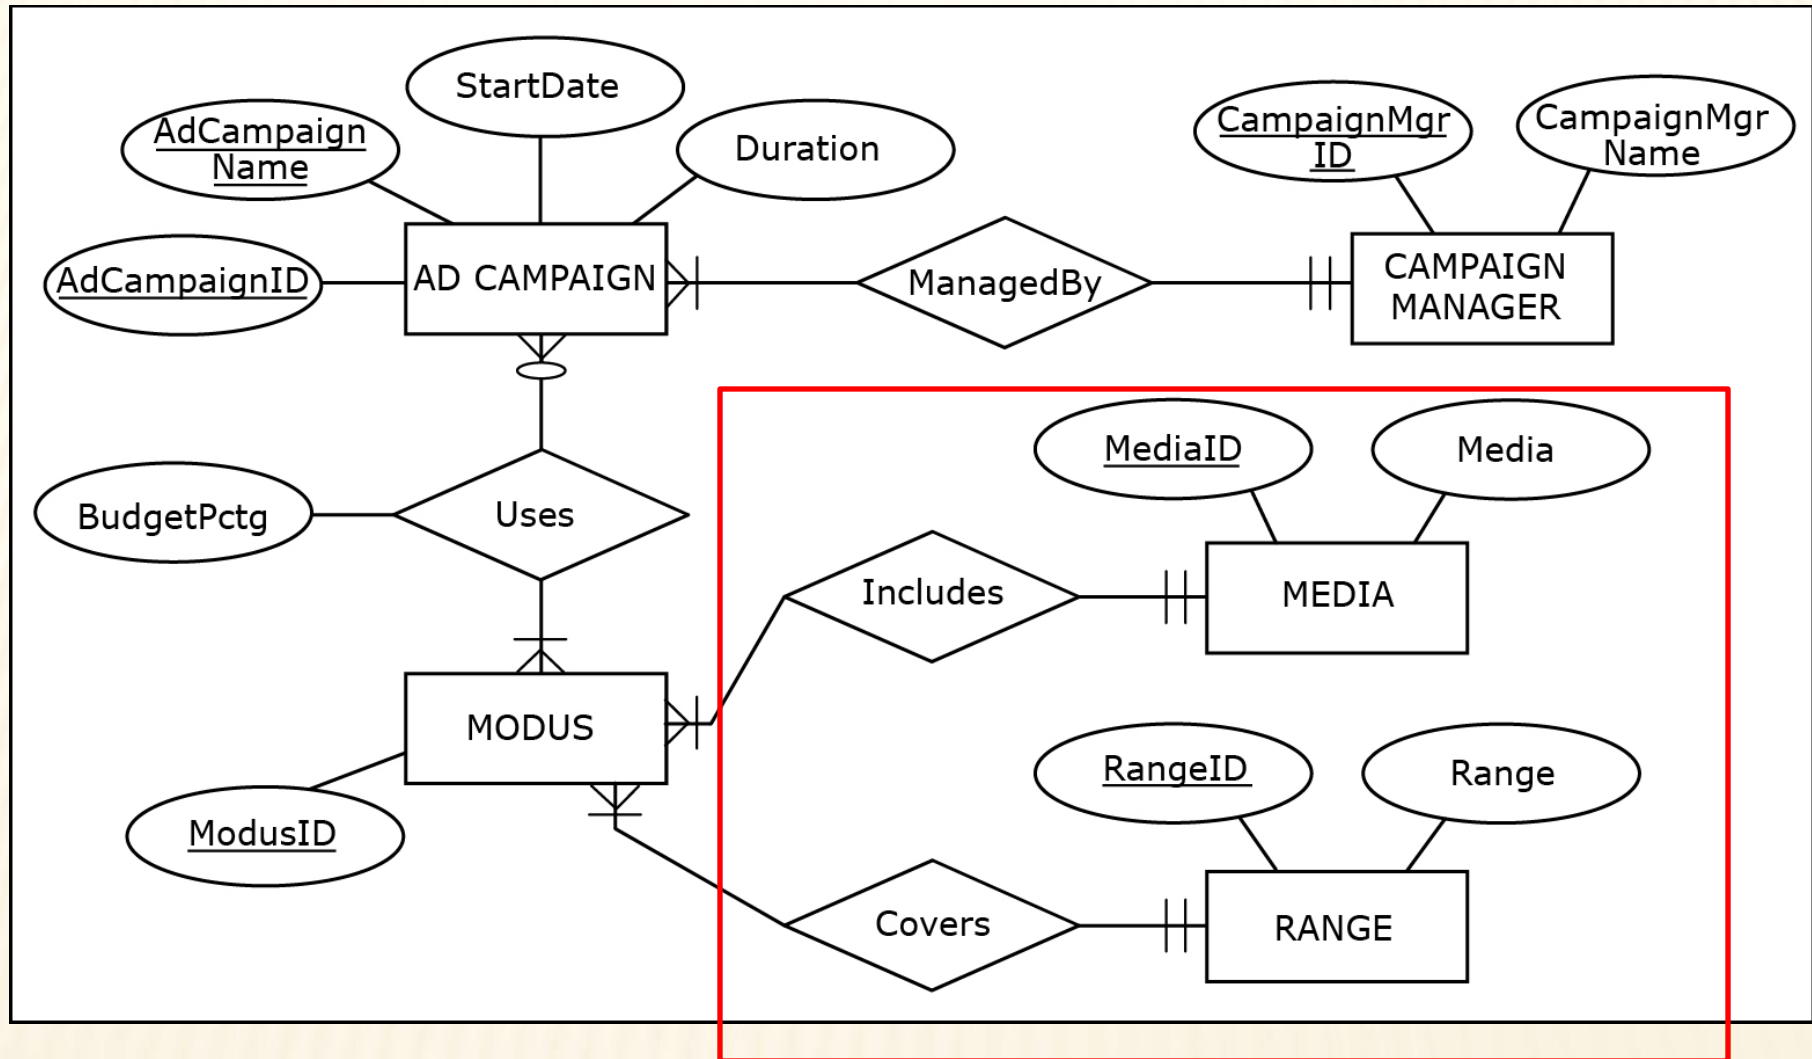 StartDate
AdCampaign
Name
Duration
CampaignMgr
ID
CampaignMgr
Name
AdCampaignID
AD CAMPAIGN
ManagedBy
CAMPAIGN
MANAGER
MediaID
Media
BudgetPctg
Uses
Includes
MEDIA
MODUS
RangeID
Range
ModusID
Covers
RANGE